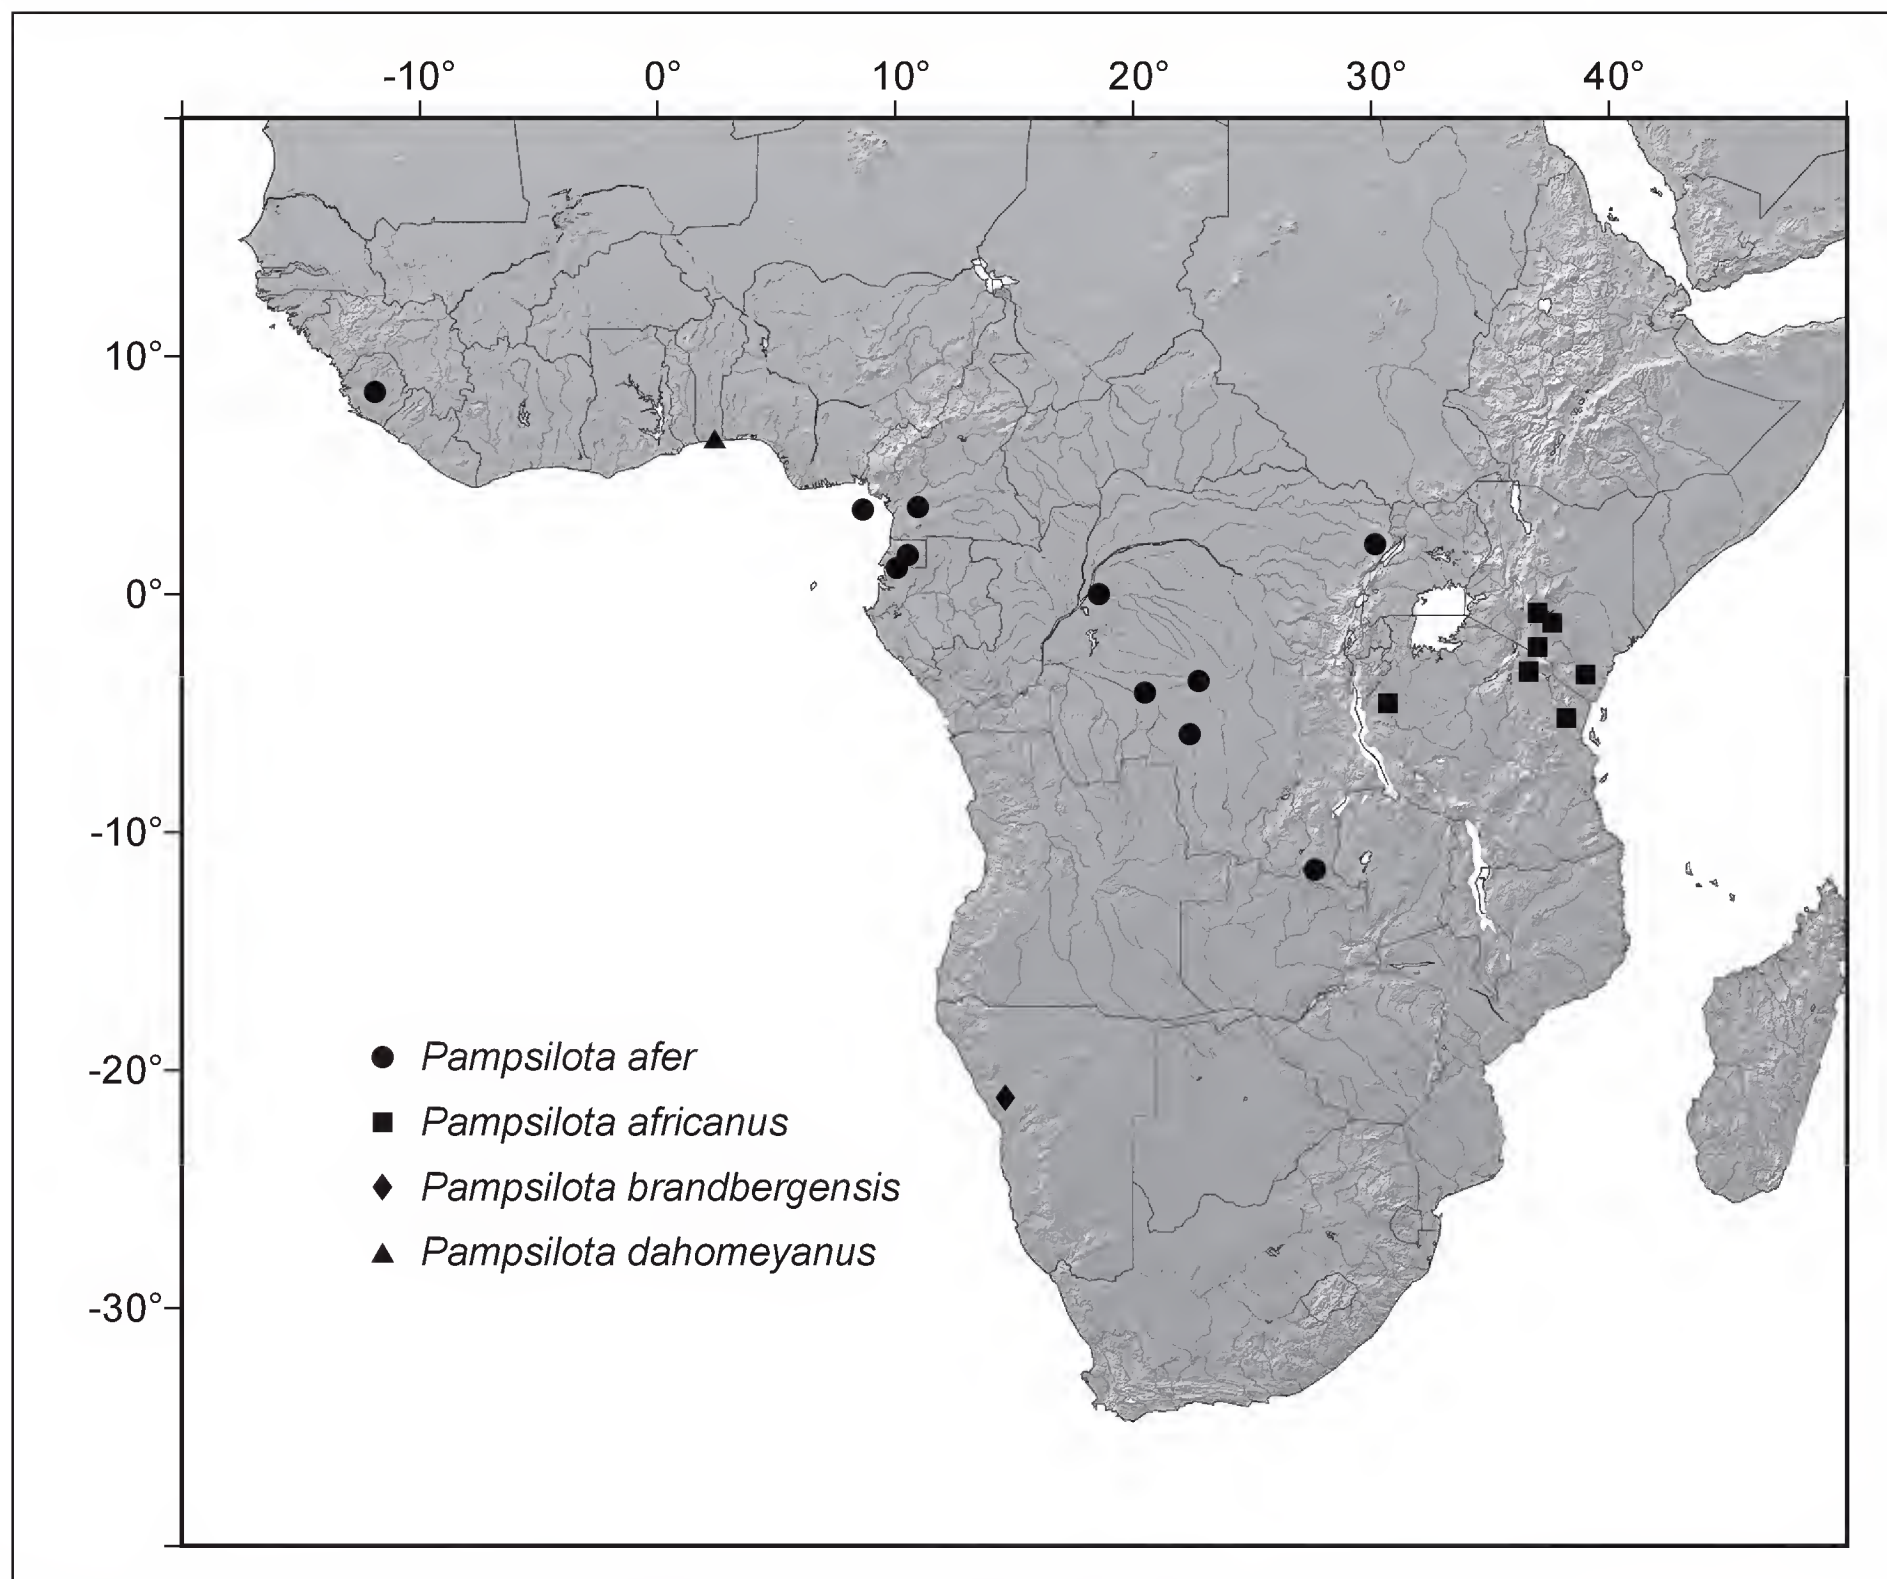 -10° 0° 10° 20° 30° 40°
10°
0°
-10°
-20°
-30°
Pampsilota afer
Pampsilota africanus
Pampsilota brandbergensis
Pampsilota dahomeyanus